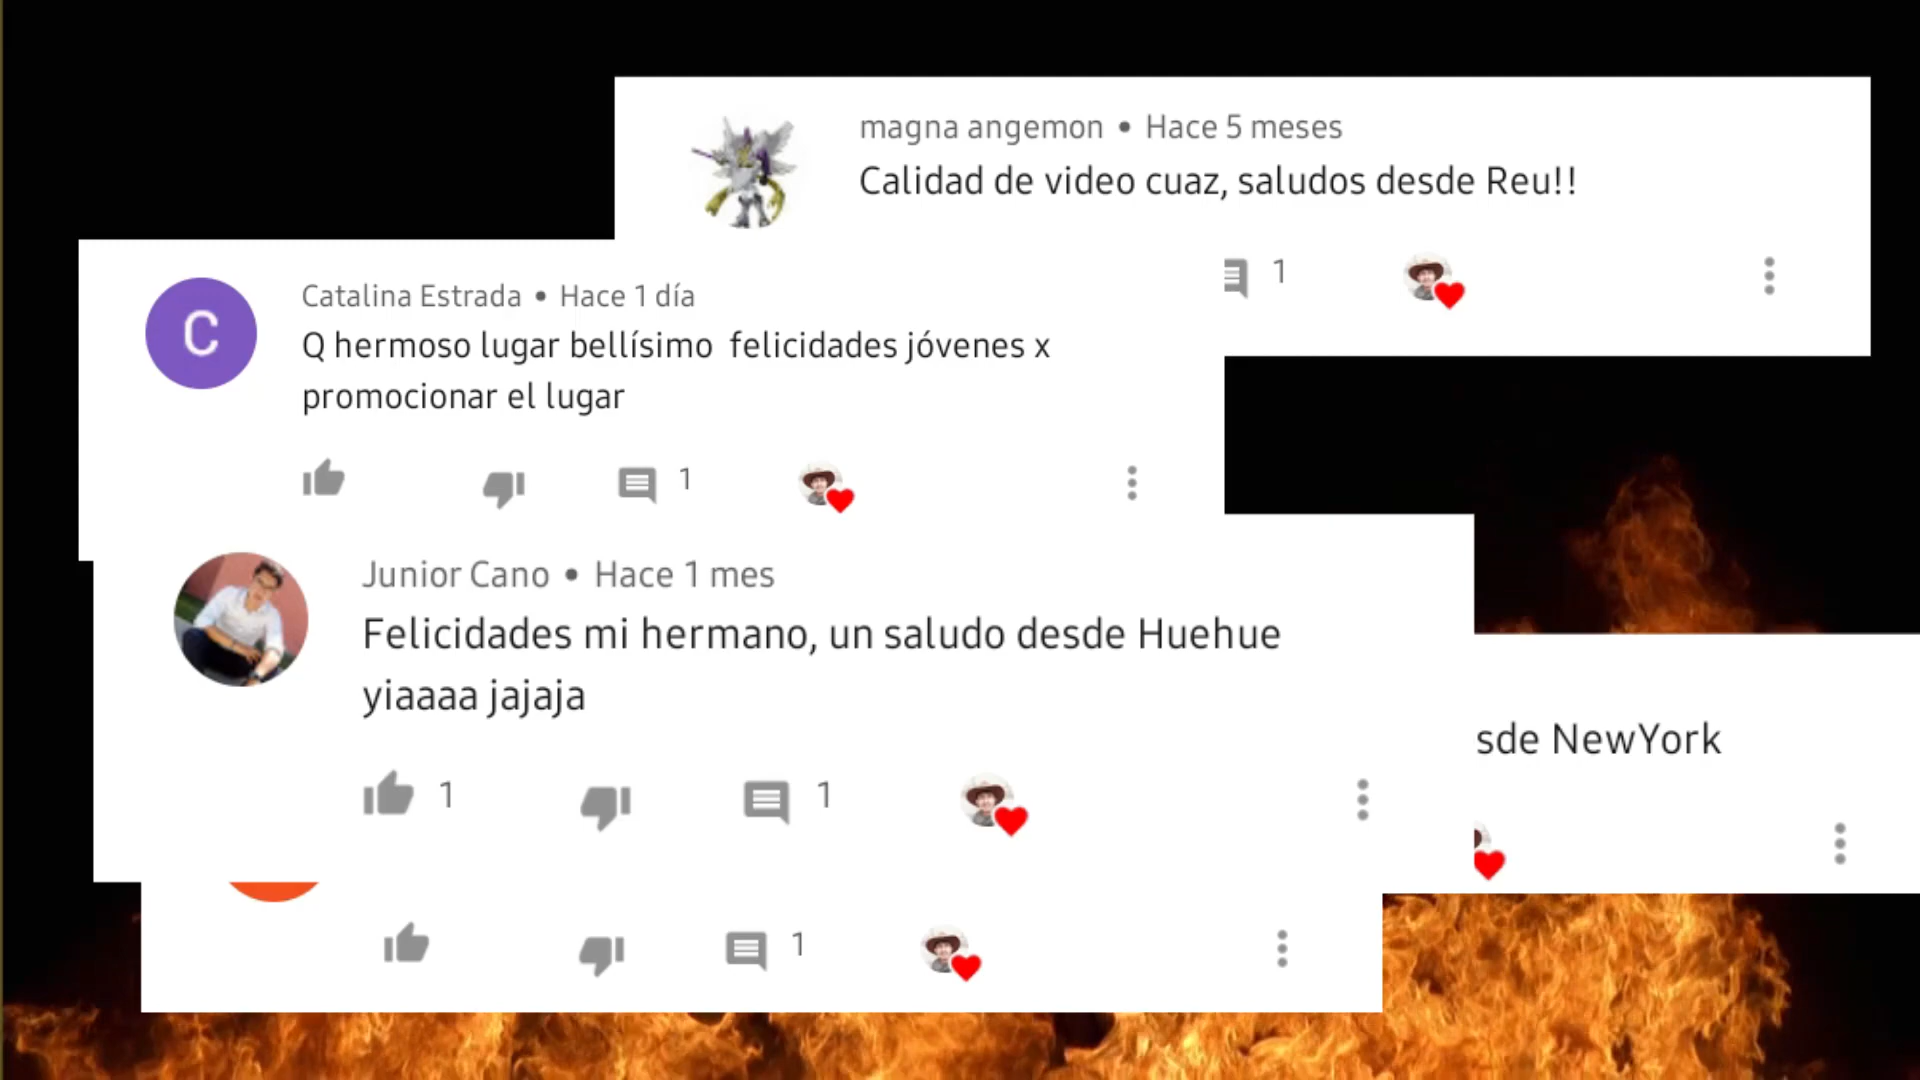 magna angemon • Hace 5 meses
Calidad de video cuaz, saludos desde Reu!!
1
Catalina Estrada • Hace 1 día
Q hermoso lugar bellísimo felicidades jóvenes x
promocionar el lugar
1
C
Junior Cano • Hace 1 mes
Felicidades mi hermano, un saludo desde Huehue
yiaaaa jajaja
1 1
sde NewYork
1